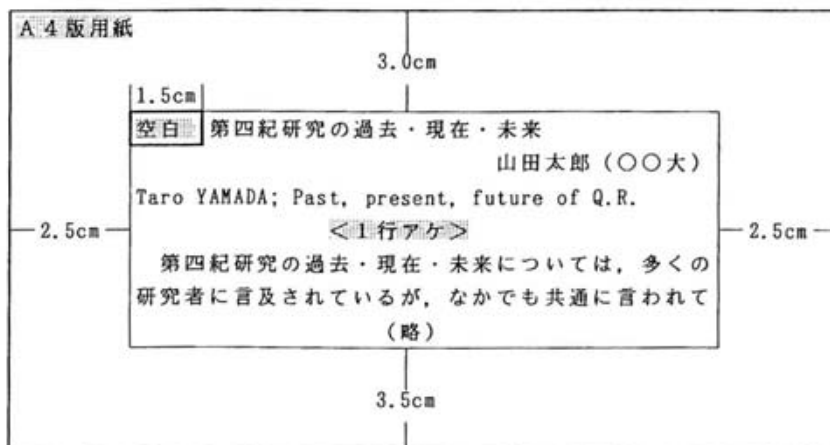 A4版用紙
3.0cm
1.5cm
空白 第四紀研究の過去・現在・未来
山田太郎（○○大）
Taro YAMADA; Past, present, future of Q.R.
2.5cm
＜1行アケ＞
2.5cm
第四紀研究の過去・現在・未来については，多くの
研究者に言及されているが，なかでも共通に言われて
（略）
3.5cm